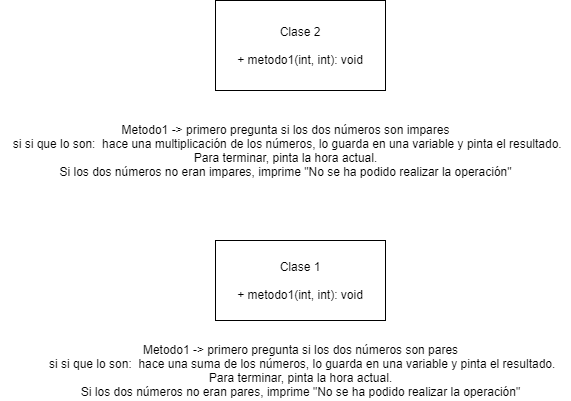 Clase 2
+ metodo1(int, int): void
Metodo1 -> primero pregunta si los dos números son impares
si si que lo son: hace una multiplicación de los números, lo guarda en una variable y pinta el resultado.
Para terminar, pinta la hora actual.
Si los dos números no eran impares, imprime "No se ha podido realizar la operación"
Clase 1
+ metodo1(int, int): void
Metodo1 -> primero pregunta si los dos números son pares
si si que lo son: hace una suma de los números, lo guarda en una variable y pinta el resultado.
Para terminar, pinta la hora actual.
Si los dos números no eran pares, imprime "No se ha podido realizar la operación"